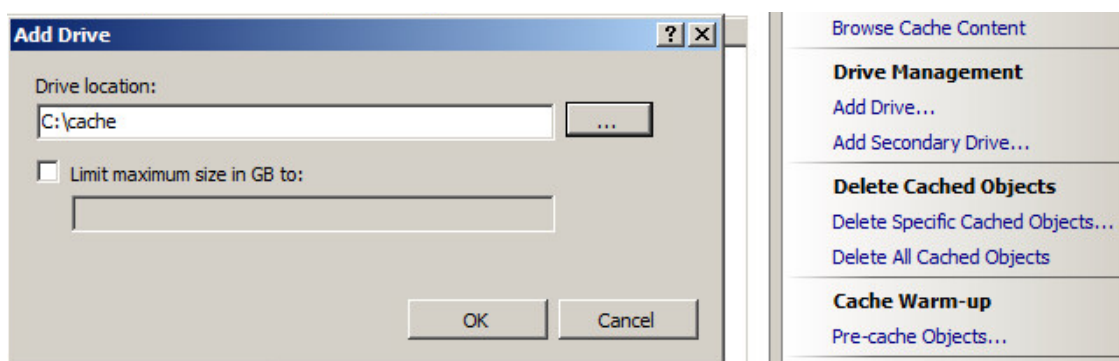 Add Drive
Drive location:
C:\cache
...
Limit maximum size in GB to:
OK
Cancel
Browse Cache Content
Drive Management
Add Drive...
Add Secondary Drive...
Delete Cached Objects
Delete Specific Cached Objects...
Delete All Cached Objects
Cache Warm-up
Pre-cache Objects...